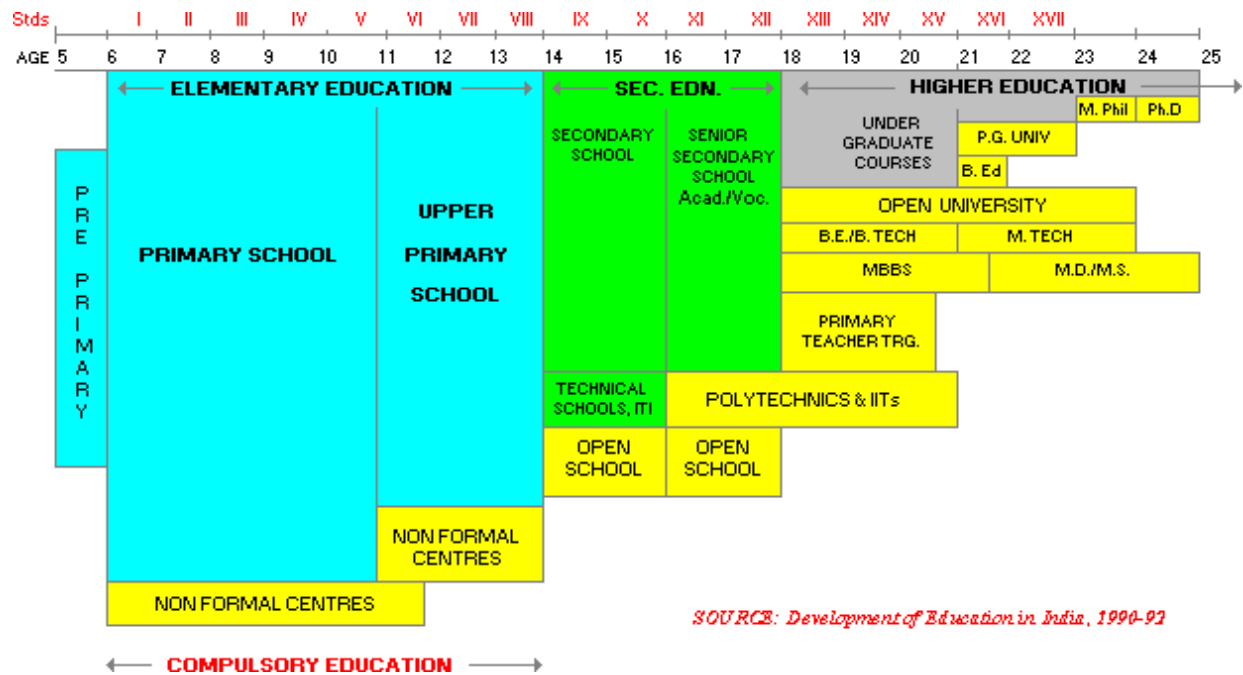 Stds I II III IV V VI VII VIII IX X XI XII XIII XIV XV XVI XVII
AGE 5 6 7 8 9 10 11 12 13 14 15 16 17 18 19 20 21 22 23 24 25
ELEMENTARY EDUCATION SEC. EDN. HIGHER EDUCATION
M. Phil Ph.D
UNDER
GRADUATE
COURSES
P.G. UNIV
B. Ed
SECONDARY
SCHOOL
SENIOR
SECONDARY
SCHOOL
Acad./Voc.
PRE PRIMARY
PRIMARY SCHOOL
UPPER
PRIMARY
SCHOOL
OPEN UNIVERSITY
B.E./B. TECH M. TECH
MBBS M.D./M.S.
PRIMARY
TEACHER TRG.
TECHNICAL
SCHOOLS, ITI
POLYTECHNICS & IITs
OPEN
SCHOOL
OPEN
SCHOOL
NON FORMAL
CENTRES
NON FORMAL CENTRES
SOURCE: Development of Education in India, 1990-93
COMPULSORY EDUCATION